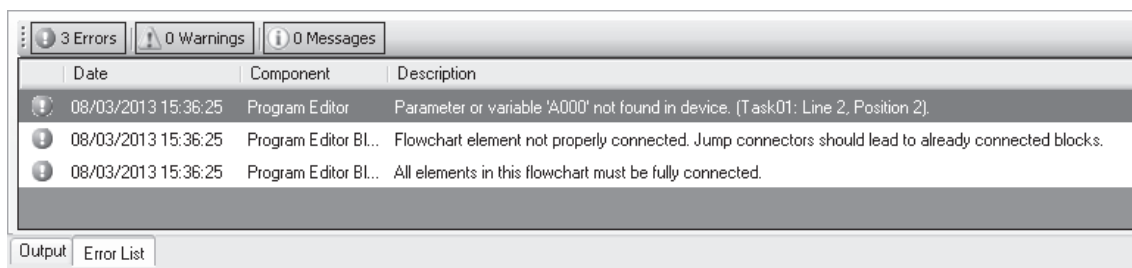 3 Errors 0 Warnings 0 Messages
Date Component Description
08/03/2013 15:36:25 Program Editor Parameter or variable 'A000' not found in device. (Task01: Line 2, Position 2).
08/03/2013 15:36:25 Program Editor Bl... Flowchart element not properly connected. Jump connectors should lead to already connected blocks.
08/03/2013 15:36:25 Program Editor Bl... All elements in this flowchart must be fully connected.
Output Error List